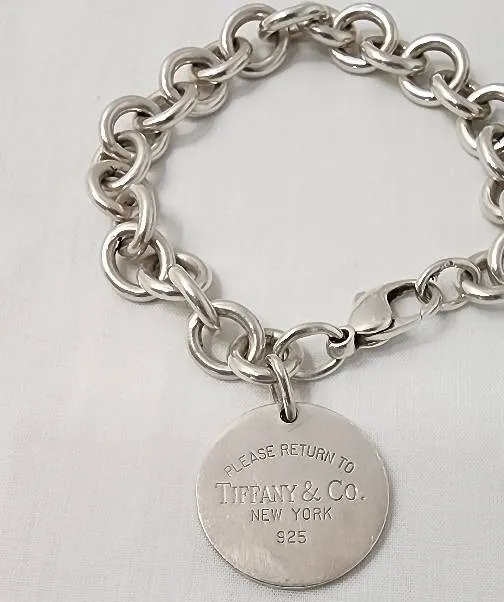 PLEASE RETURN TO
TIFFANY & CO.
NEW YORK
925